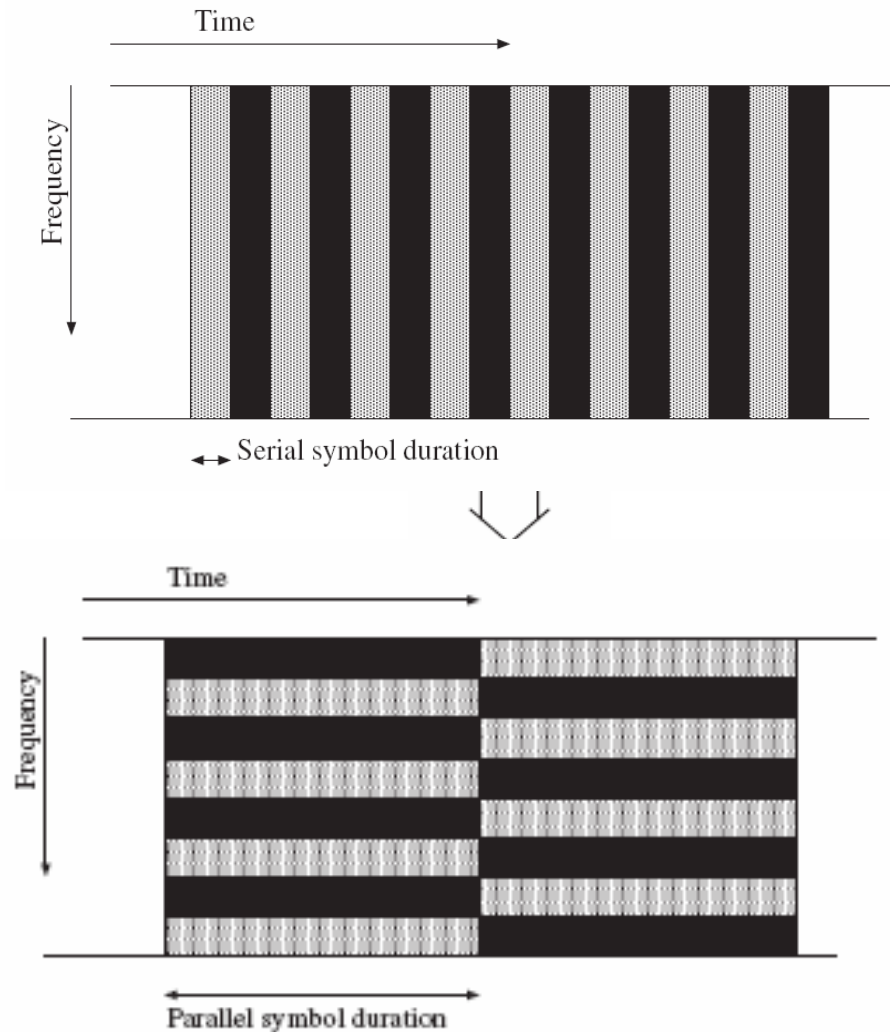 Time
Frequency
Serial symbol duration
Time
Frequency
Parallel symbol duration